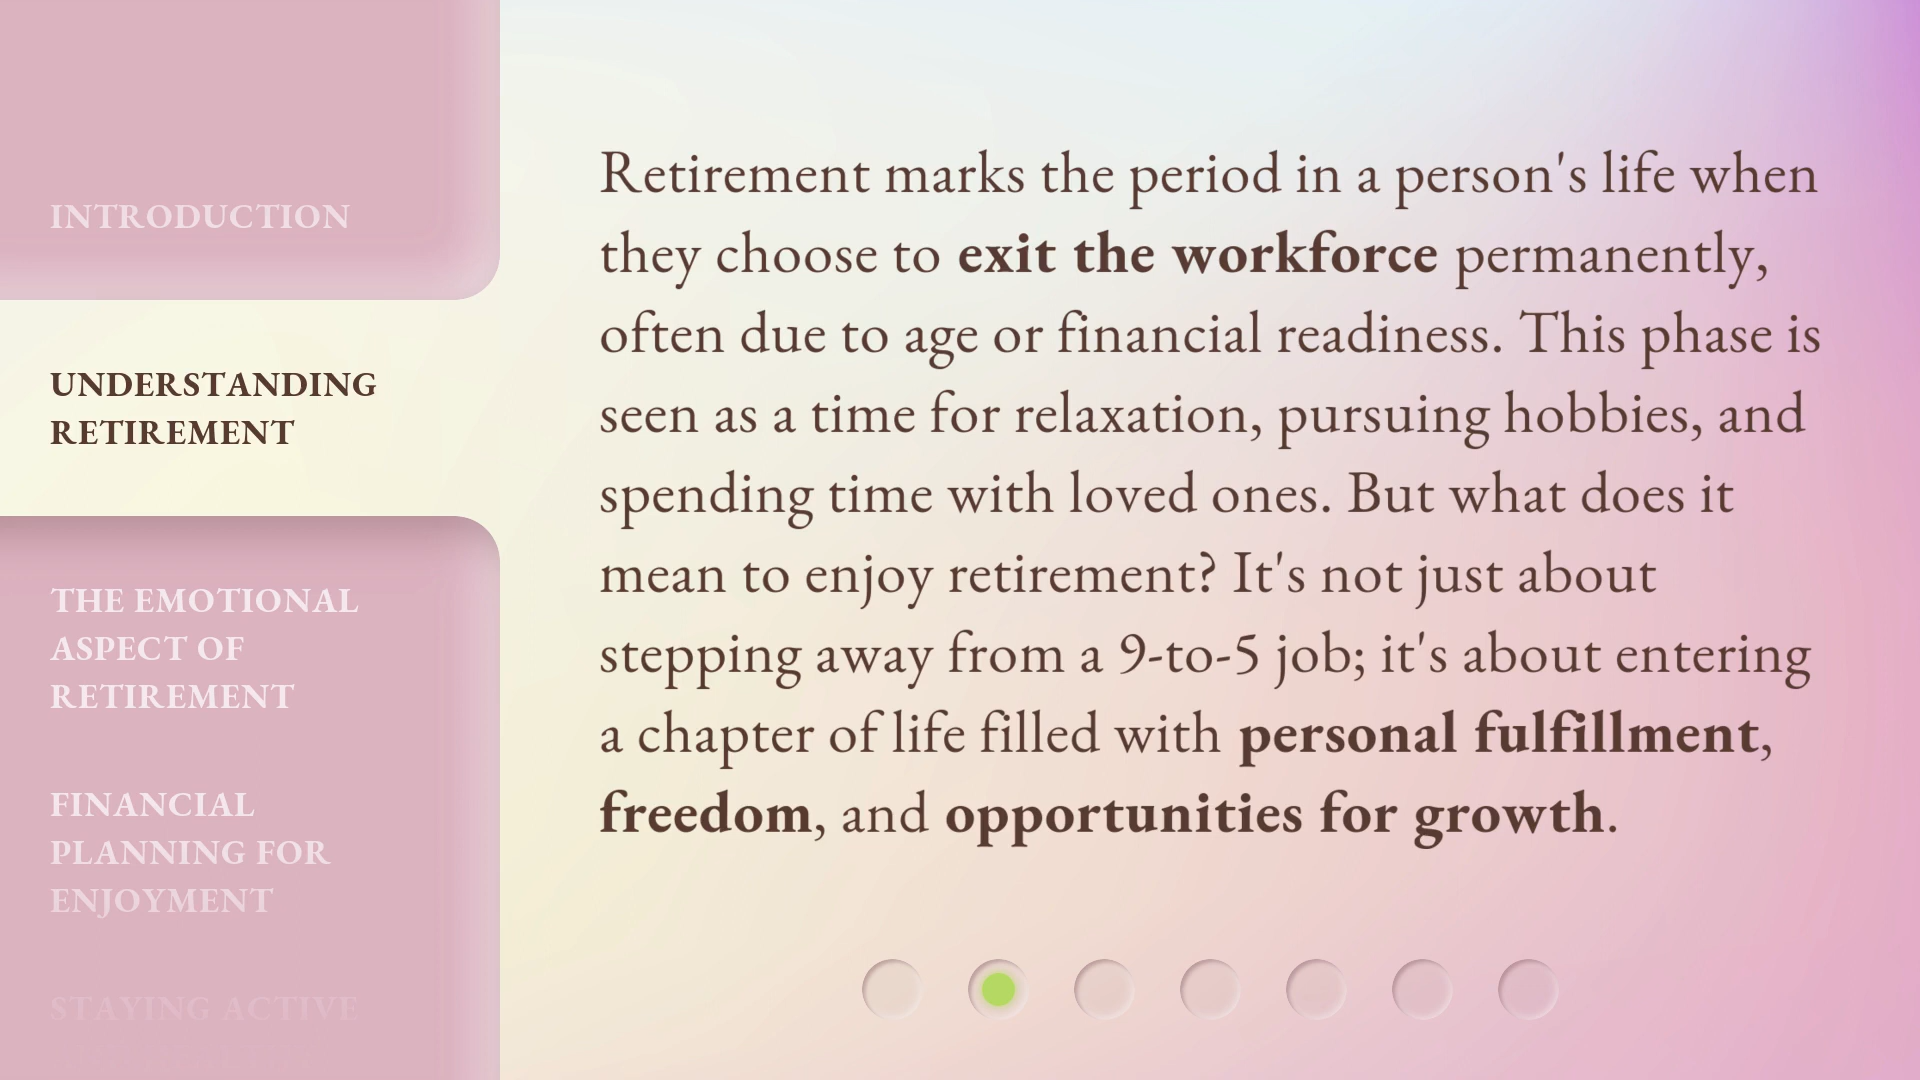 INTRODUCTION
UNDERSTANDING
RETIREMENT
THE EMOTIONAL
ASPECT OF
RETIREMENT
FINANCIAL
PLANNING FOR
ENJOYMENT
STAYING ACTIVE
Retirement marks the period in a person's life when
they choose to exit the workforce permanently,
often due to age or financial readiness. This phase is
seen as a time for relaxation, pursuing hobbies, and
spending time with loved ones. But what does it
mean to enjoy retirement? It's not just about
stepping away from a 9-to-5 job; it's about entering
a chapter of life filled with personal fulfillment,
freedom, and opportunities for growth.